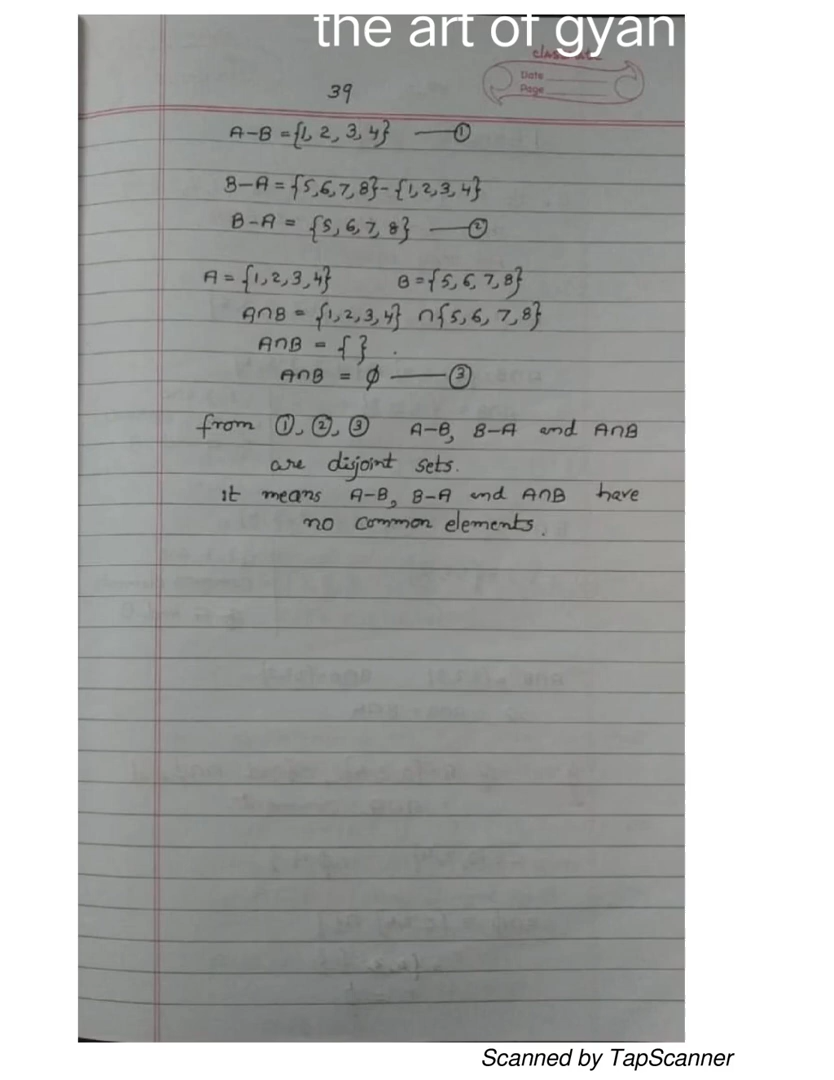 the art of gyan
classmate
Date
Page
39
A-B = {1, 2, 3, 4} —— ①
B-A = {5,6,7,8} - {1,2,3,4}
B-A = {5, 6, 7, 8} —— ②
A = {1,2,3,4} B = {5, 6, 7, 8}
A∩B = {1,2,3,4} ∩ {5, 6, 7, 8}
A∩B = { } .
A∩B = ϕ —— ③
from ①, ②, ③ A-B, B-A and A∩B
are disjoint sets.
it means A-B, B-A and A∩B have
no common elements.
Scanned by TapScanner